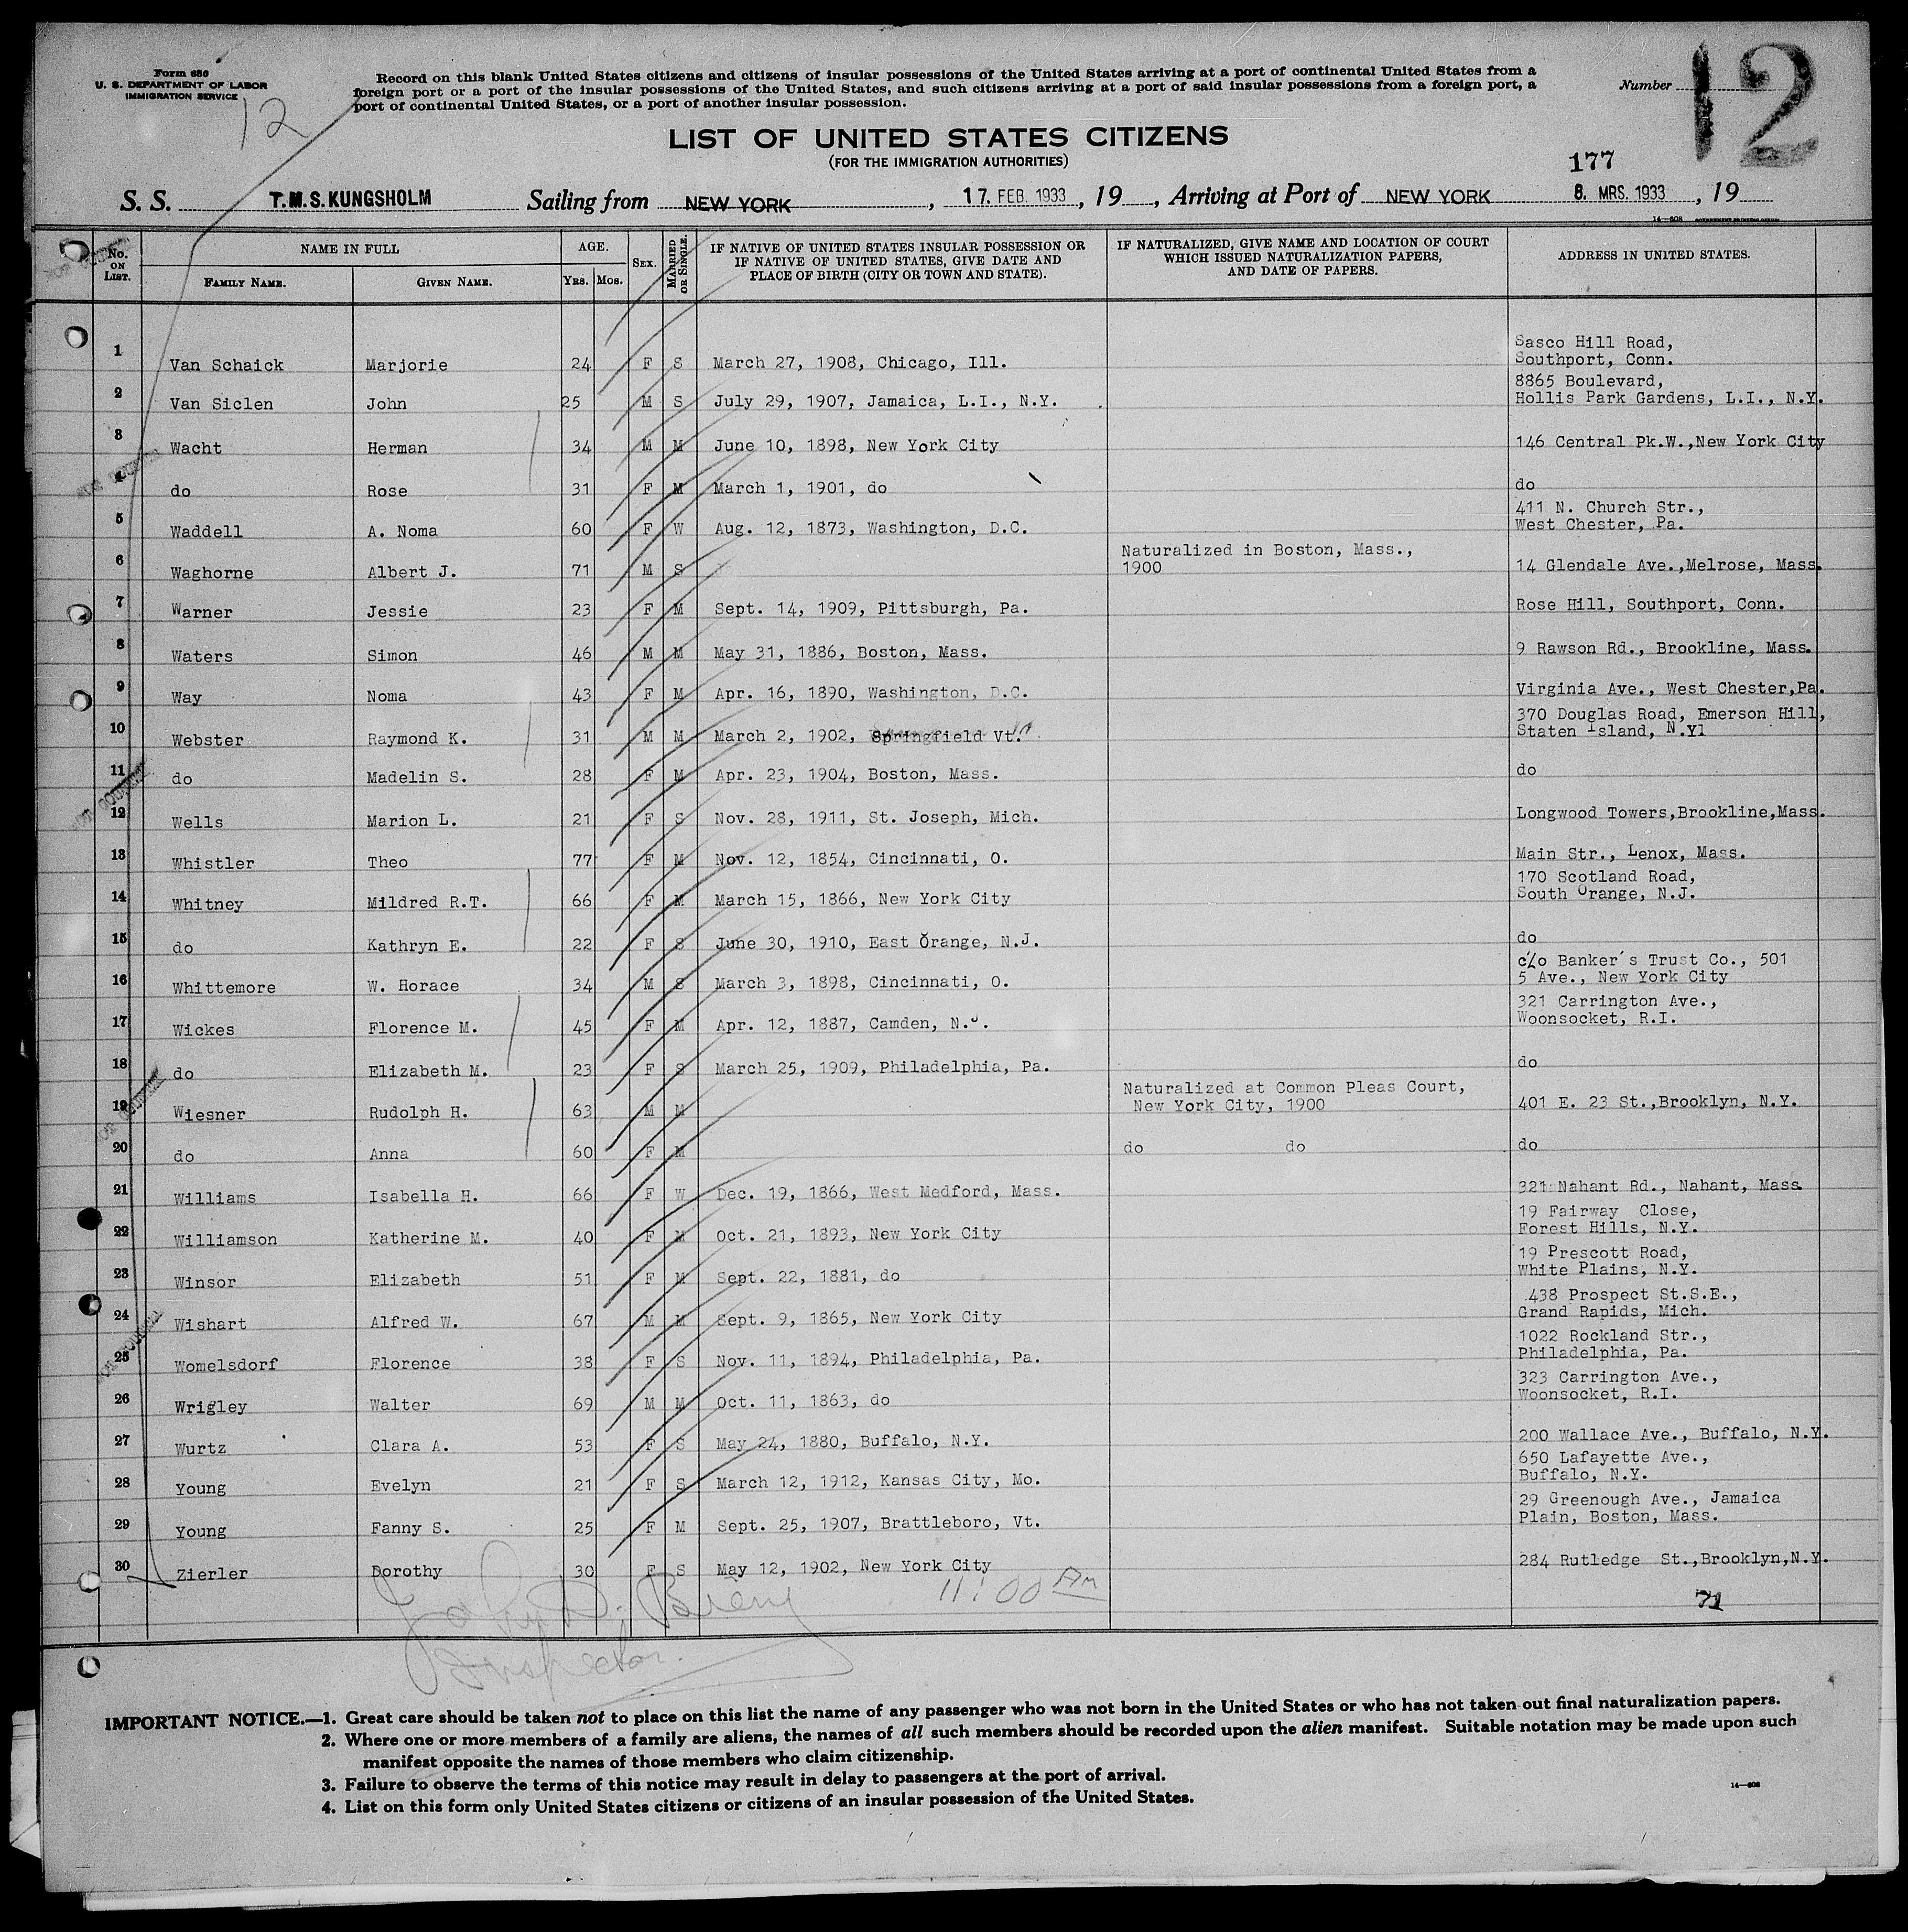 Form 630
U. S. DEPARTMENT OF LABOR
IMMIGRATION SERVICE
12
Record on this blank United States citizens and citizens of insular possessions of the United States arriving at a port of continental United States from a
foreign port or a port of the insular possessions of the United States, and such citizens arriving at a port of said insular possessions from a foreign port, a
port of continental United States, or a port of another insular possession.
Number 12
LIST OF UNITED STATES CITIZENS
(FOR THE IMMIGRATION AUTHORITIES)
177
S. S. T.M.S. KUNGSHOLM Sailing from NEW YORK, 17. FEB. 1933, 19, Arriving at Port of NEW YORK 8. MRS. 1933, 19
No. ON LIST. NAME IN FULL FAMILY NAME. GIVEN NAME. AGE. YRS. MOS. SEX. MARRIED OR SINGLE. IF NATIVE OF UNITED STATES INSULAR POSSESSION OR IF NATIVE OF UNITED STATES, GIVE DATE AND PLACE OF BIRTH (CITY OR TOWN AND STATE). IF NATURALIZED, GIVE NAME AND LOCATION OF COURT WHICH ISSUED NATURALIZATION PAPERS, AND DATE OF PAPERS. ADDRESS IN UNITED STATES.
1 Van Schaick Marjorie 24 F S March 27, 1908, Chicago, Ill. Sasco Hill Road, Southport, Conn.
2 Van Siclen John 25 M S July 29, 1907, Jamaica, L.I., N.Y. 8865 Boulevard, Hollis Park Gardens, L.I., N.Y.
3 Wacht Herman 34 M M June 10, 1898, New York City 146 Central Pk.W.,New York City
4 do Rose 31 F M March 1, 1901, do do
5 Waddell A. Noma 60 F W Aug. 12, 1873, Washington, D.C. 411 N. Church Str., West Chester, Pa.
6 Waghorne Albert J. 71 M S Naturalized in Boston, Mass., 1900 14 Glendale Ave.,Melrose, Mass.
7 Warner Jessie 23 F M Sept. 14, 1909, Pittsburgh, Pa. Rose Hill, Southport, Conn.
8 Waters Simon 46 M M May 31, 1886, Boston, Mass. 9 Rawson Rd., Brookline, Mass.
9 Way Noma 43 F M Apr. 16, 1890, Washington, D.C. Virginia Ave., West Chester,Pa.
10 Webster Raymond K. 31 M M March 2, 1902, Springfield Vt. 370 Douglas Road, Emerson Hill, Staten Island, N.Yl
11 do Madelin S. 28 F M Apr. 23, 1904, Boston, Mass. do
12 Wells Marion L. 21 F S Nov. 28, 1911, St. Joseph, Mich. Longwood Towers,Brookline,Mass.
13 Whistler Theo 77 F M Nov. 12, 1854, Cincinnati, O. Main Str., Lenox, Mass.
14 Whitney Mildred R.T. 66 F M March 15, 1866, New York City 170 Scotland Road, South Orange, N.J.
15 do Kathryn E. 22 F S June 30, 1910, East Orange, N.J. do
16 Whittemore W. Horace 34 M S March 3, 1898, Cincinnati, O. c/o Banker's Trust Co., 501 5 Ave., New York City
17 Wickes Florence M. 45 F M Apr. 12, 1887, Camden, N.J. 321 Carrington Ave., Woonsocket, R.I.
18 do Elizabeth M. 23 F S March 25, 1909, Philadelphia, Pa. do
19 Wiesner Rudolph H. 63 M M Naturalized at Common Pleas Court, New York City, 1900 401 E. 23 St.,Brooklyn, N.Y.
20 do Anna 60 F M do do do
21 Williams Isabella H. 66 F W Dec. 19, 1866, West Medford, Mass. 321 Nahant Rd., Nahant, Mass.
22 Williamson Katherine M. 40 F M Oct. 21, 1893, New York City 19 Fairway Close, Forest Hills, N.Y.
23 Winsor Elizabeth 51 F M Sept. 22, 1881, do 19 Prescott Road, White Plains, N.Y.
24 Wishart Alfred W. 67 M M Sept. 9, 1865, New York City 438 Prospect St.S.E., Grand Rapids, Mich.
25 Womelsdorf Florence 38 F S Nov. 11, 1894, Philadelphia, Pa. 1022 Rockland Str., Philadelphia, Pa.
26 Wrigley Walter 69 M M Oct. 11, 1863, do 323 Carrington Ave., Woonsocket, R.I.
27 Wurtz Clara A. 53 F S May 24, 1880, Buffalo, N.Y. 200 Wallace Ave., Buffalo, N.Y.
28 Young Evelyn 21 F S March 12, 1912, Kansas City, Mo. 650 Lafayette Ave., Buffalo, N.Y.
29 Young Fanny S. 25 F M Sept. 25, 1907, Brattleboro, Vt. 29 Greenough Ave., Jamaica Plain, Boston, Mass.
30 Zierler Dorothy 30 F S May 12, 1902, New York City 284 Rutledge St.,Brooklyn,N.Y.
11:00 Am
71
Inspector.
IMPORTANT NOTICE.—1. Great care should be taken not to place on this list the name of any passenger who was not born in the United States or who has not taken out final naturalization papers.
2. Where one or more members of a family are aliens, the names of all such members should be recorded upon the alien manifest. Suitable notation may be made upon such
manifest opposite the names of those members who claim citizenship.
3. Failure to observe the terms of this notice may result in delay to passengers at the port of arrival.
4. List on this form only United States citizens or citizens of an insular possession of the United States.